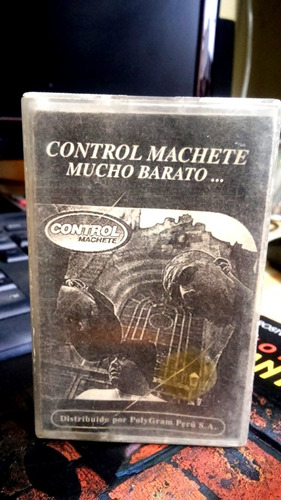 CONTROL MACHETE
MUCHO BARATO ...
CONTROL
MACHETE
Distribuido por PolyGram Perú S.A.